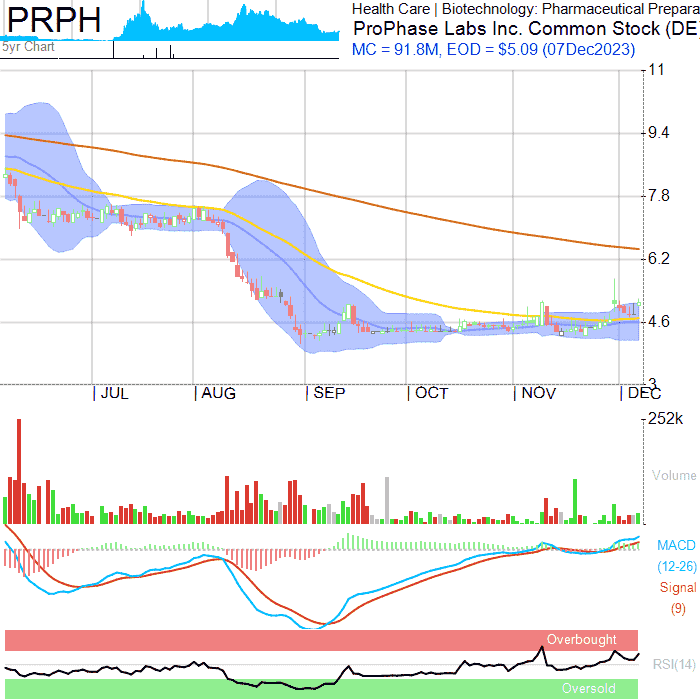 PRPH
Health Care | Biotechnology: Pharmaceutical Prepara
ProPhase Labs Inc. Common Stock (DE
5yr Chart
MC = 91.8M, EOD = $5.09 (07Dec2023)
11
9.4
7.8
6.2
4.6
3
| JUL | AUG | SEP | OCT | NOV | DEC
252k
Volume
MACD
(12-26)
Signal
(9)
Overbought
RSI(14)
Oversold